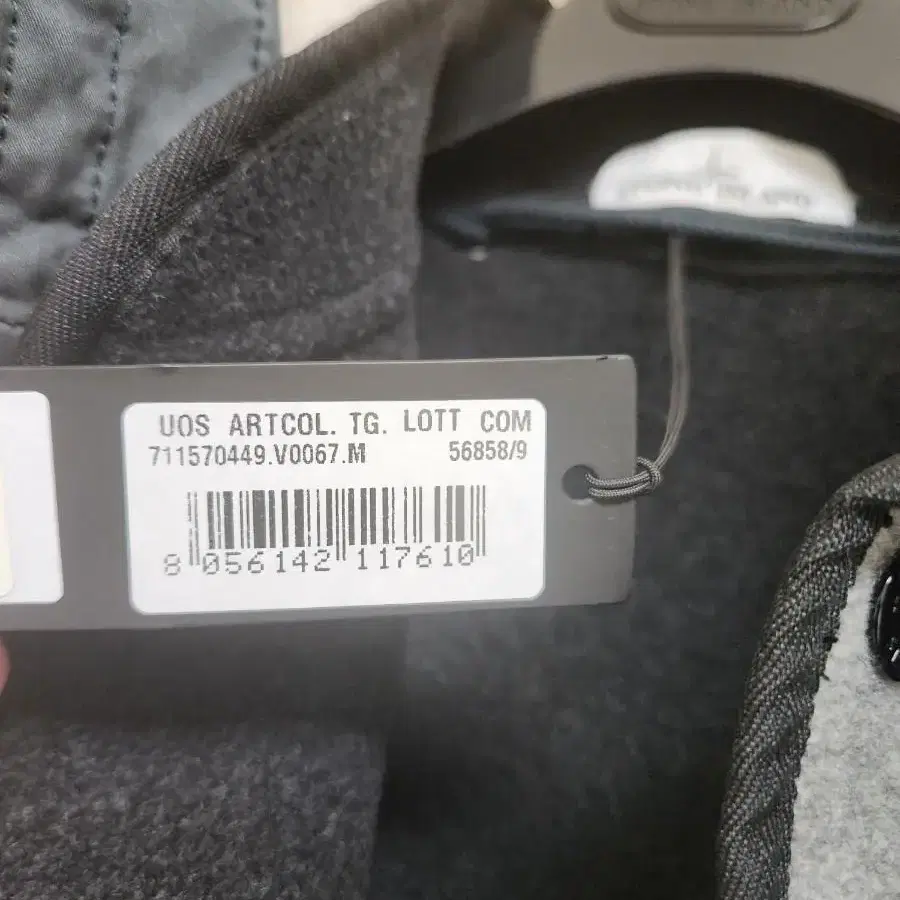 UOS ARTCOL. TG. LOTT COM
711570449.V0067.M 56858/9
8 056142 117610